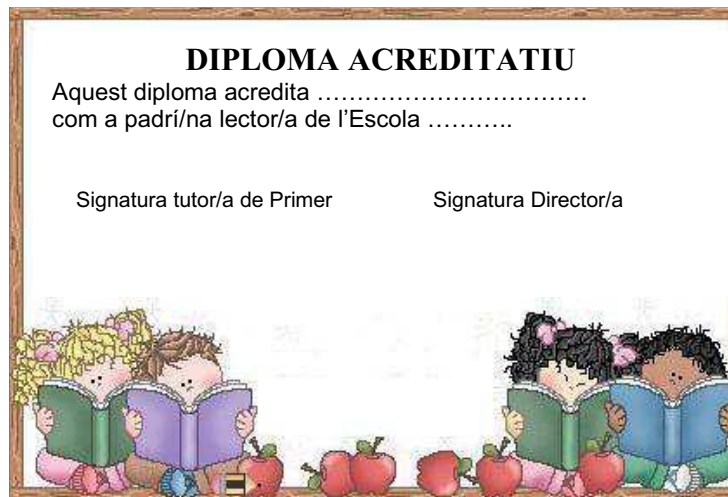 DIPLOMA ACREDITATIU
Aquest diploma acredita ……………………………
com a padrí/na lector/a de l’Escola ………..
Signatura tutor/a de Primer Signatura Director/a